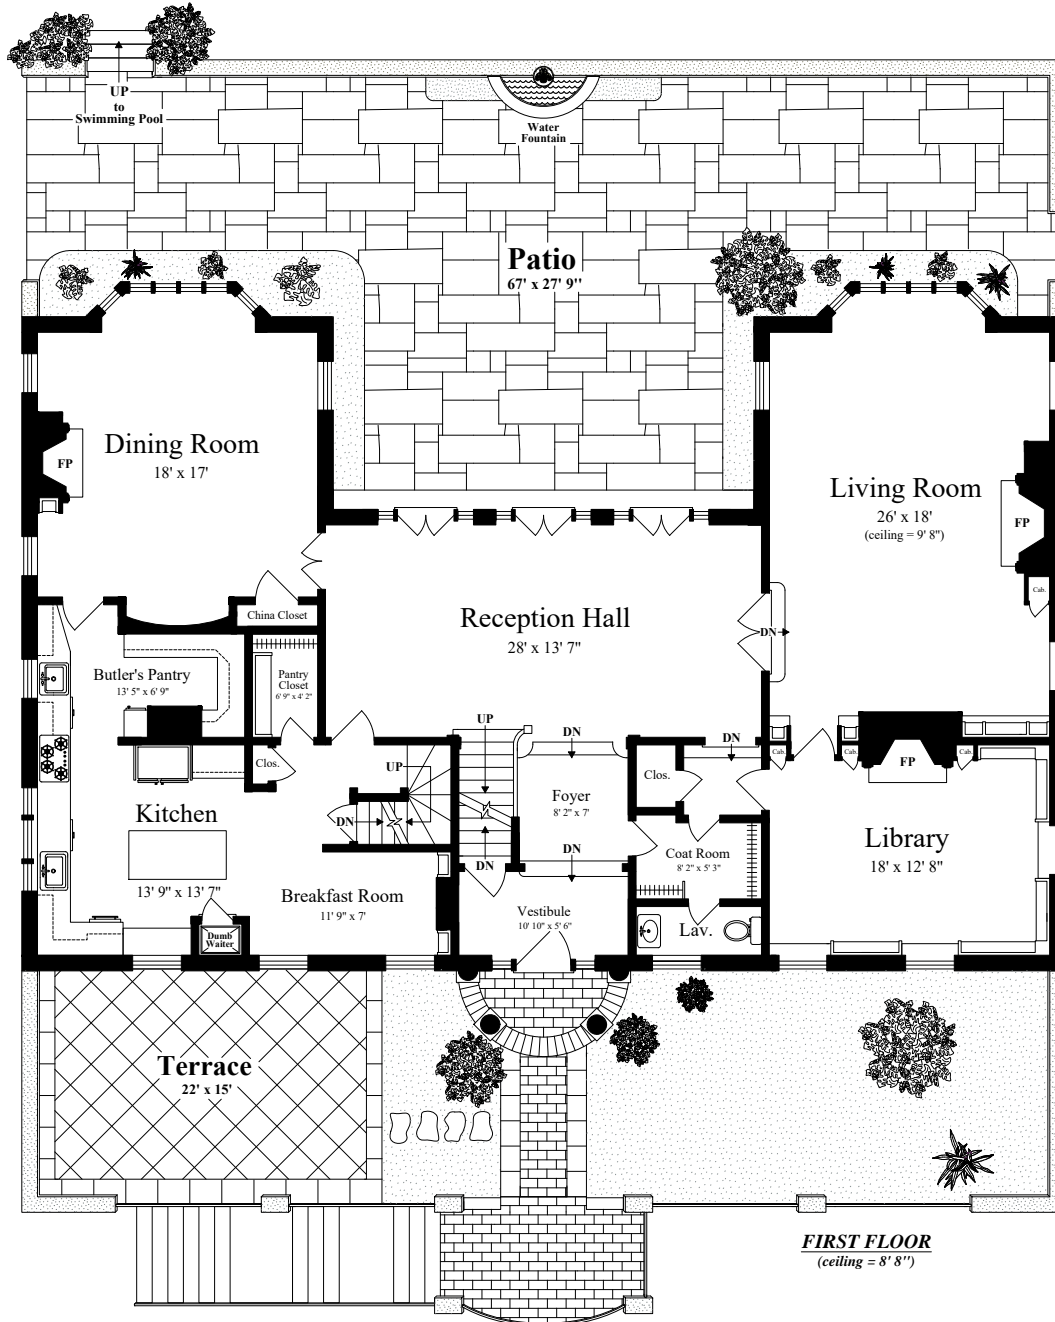 UP
to
Swimming Pool
Water
Fountain
Patio
67' x 27' 9"
Dining Room
18' x 17'
FP
Living Room
26' x 18'
(ceiling = 9' 8")
FP
Cab.
China Closet
Reception Hall
28' x 13' 7"
DN
Butler's Pantry
13' 5" x 6' 9"
Pantry
Closet
6' 9" x 4' 2"
UP
DN
DN
Clos.
UP
Clos.
Cab.
Cab.
Cab.
FP
Foyer
8' 2" x 7'
Kitchen
13' 9" x 13' 7"
DN
DN
DN
Coat Room
8' 2" x 5' 3"
Library
18' x 12' 8"
Breakfast Room
11' 9" x 7'
Vestibule
10' 10" x 5' 6"
Lav.
Dumb
Waiter
Terrace
22' x 15'
FIRST FLOOR
(ceiling = 8' 8")